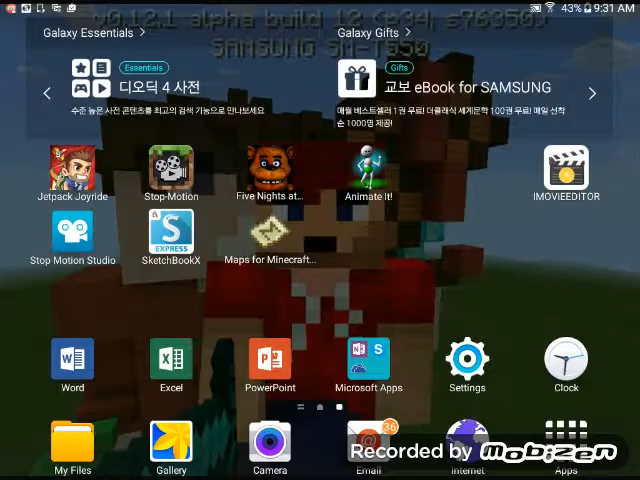 43% 9:31 AM
v0.12.1 alpha build 12 (p34, s76350)
SAMSUNG SM-T550
Galaxy Essentials
Galaxy Gifts
Essentials
디오딕 4 사전
수준 높은 사전 콘텐츠를 최고의 검색 기능으로 만나보세요
Gifts
교보 eBook for SAMSUNG
매월 베스트셀러 1권 무료! 더클래식 세계문학 100권 무료! 매일 선착
순 1000명 제공!
Jetpack Joyride
Stop-Motion
Five Nights at...
Animate It!
IMOVIEEDITOR
EXPRESS
Stop Motion Studio
SketchBookX
Maps for Minecraft...
Word
Excel
PowerPoint
Microsoft Apps
Settings
Clock
36
My Files
Gallery
Camera
Email
Internet
Apps
Recorded by Mobizen